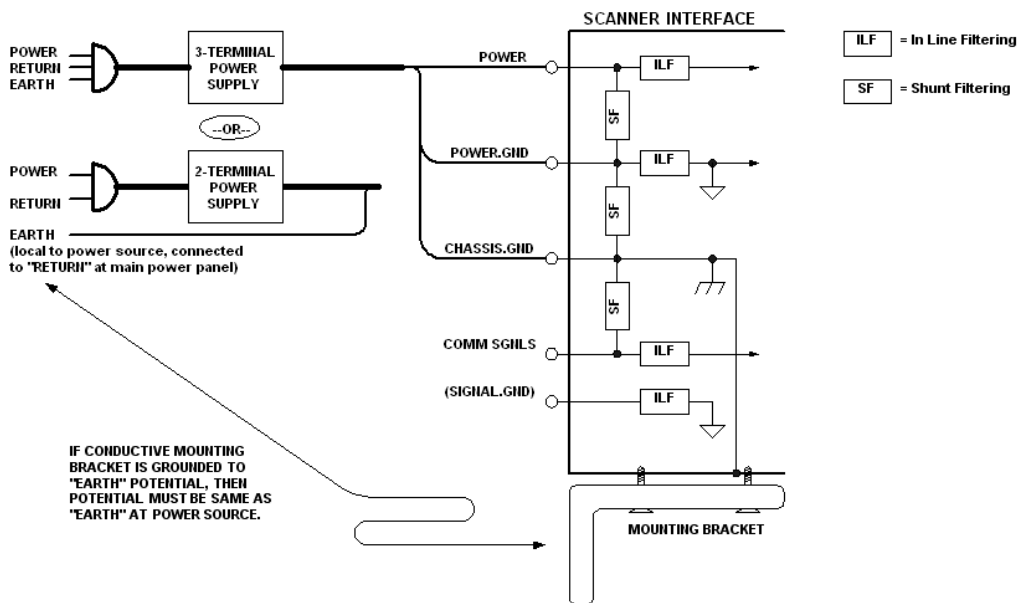 SCANNER INTERFACE
POWER
RETURN
EARTH
3-TERMINAL
POWER
SUPPLY
--OR--
POWER
RETURN
2-TERMINAL
POWER
SUPPLY
EARTH
(local to power source, connected
to "RETURN" at main power panel)
POWER
ILF
SF
POWER.GND
ILF
SF
CHASSIS.GND
SF
COMM SGNLS
ILF
(SIGNAL.GND)
ILF
ILF = In Line Filtering
SF = Shunt Filtering
IF CONDUCTIVE MOUNTING
BRACKET IS GROUNDED TO
"EARTH" POTENTIAL, THEN
POTENTIAL MUST BE SAME AS
"EARTH" AT POWER SOURCE.
MOUNTING BRACKET